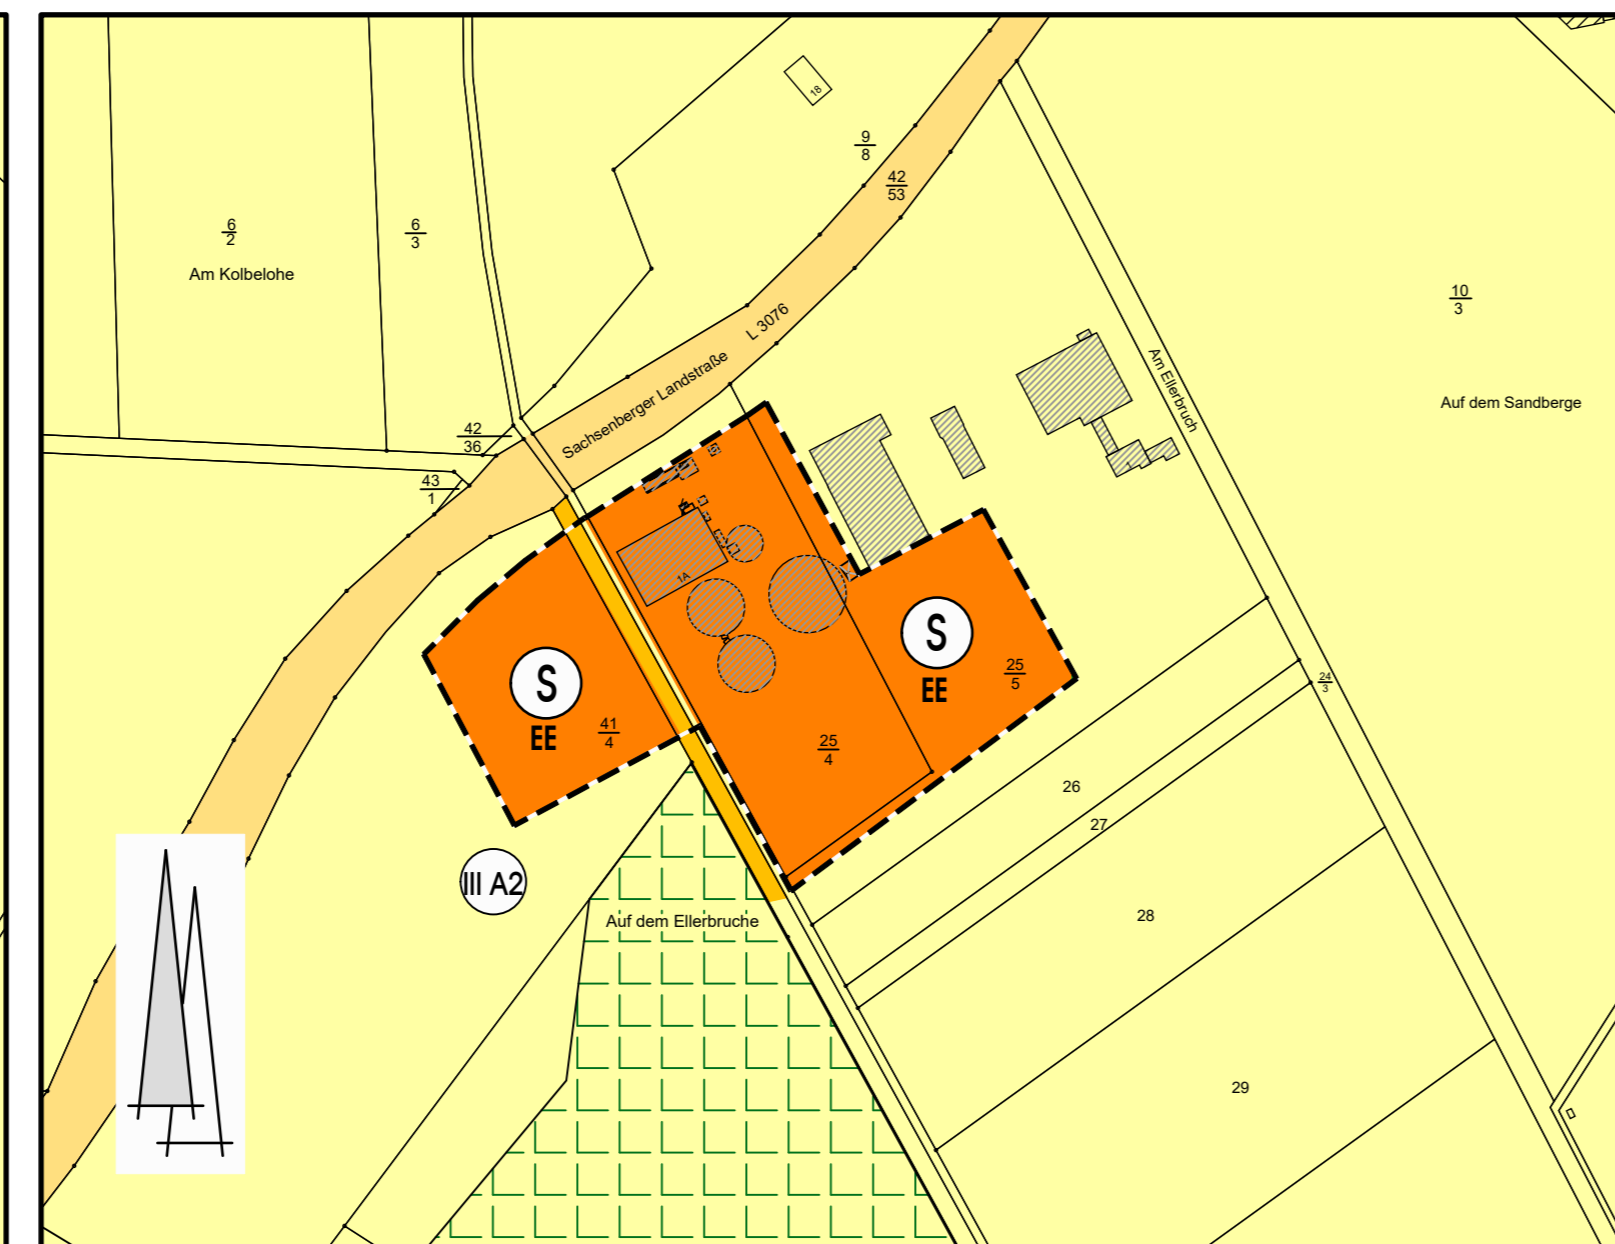 18
9
8
42
53
6
2
6
3
Am Kolbelohe
10
3
L 3076
Sachsenberger Landstraße
Am Ellerbruch
Auf dem Sandberge
42
36
43
1
1A
S
EE
25
5
S
EE
41
4
25
4
24
3
26
27
III A2
Auf dem Ellerbruche
28
29